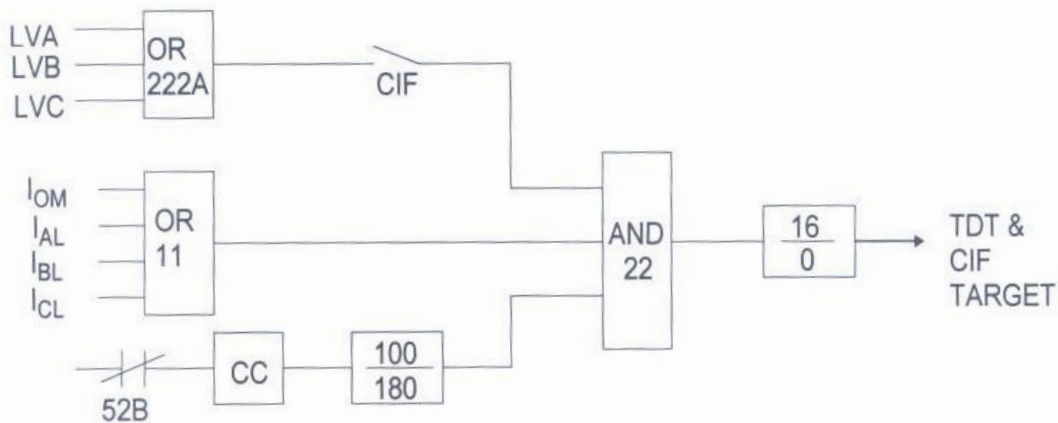 LVA
LVB
LVC
OR
222A
CIF
I_OM
I_AL
I_BL
I_CL
OR
11
AND
22
16
0
TDT &
CIF
TARGET
52B
CC
100
180